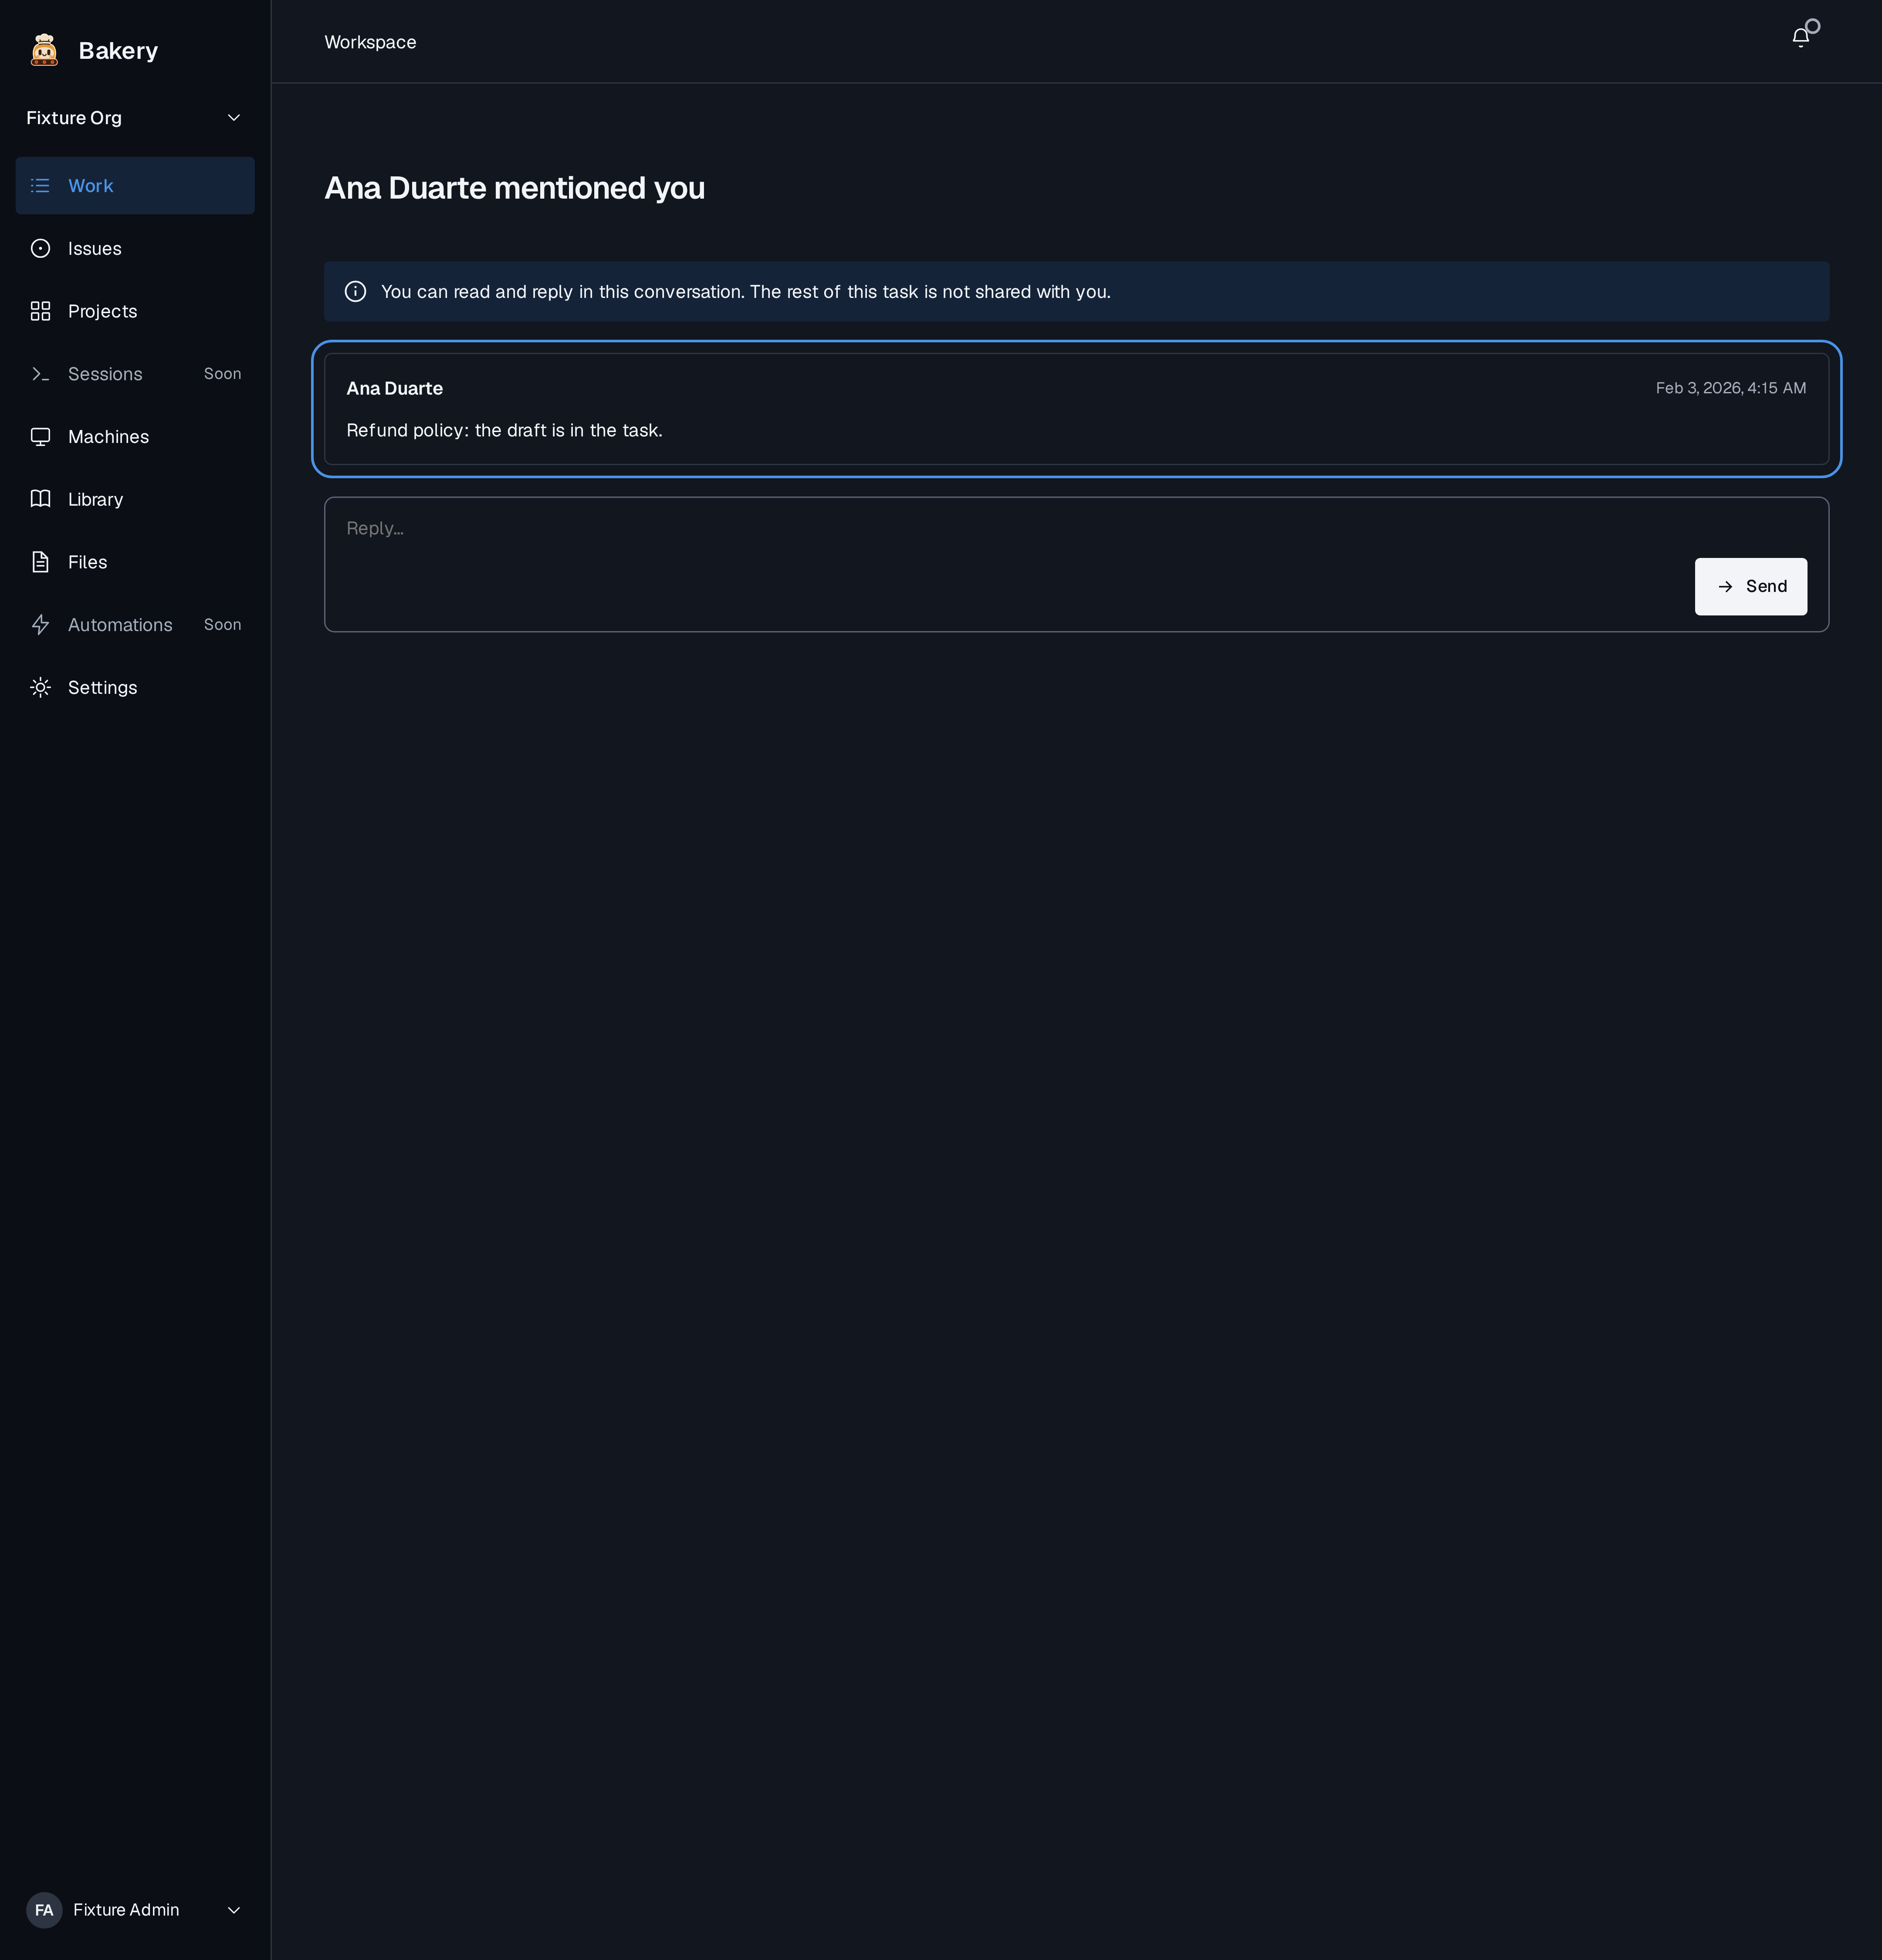 Bakery
Fixture Org
Work
Issues
Projects
Sessions Soon
Machines
Library
Files
Automations Soon
Settings
FA Fixture Admin
Workspace
Ana Duarte mentioned you
You can read and reply in this conversation. The rest of this task is not shared with you.
Ana Duarte Feb 3, 2026, 4:15 AM
Refund policy: the draft is in the task.
Reply...
Send